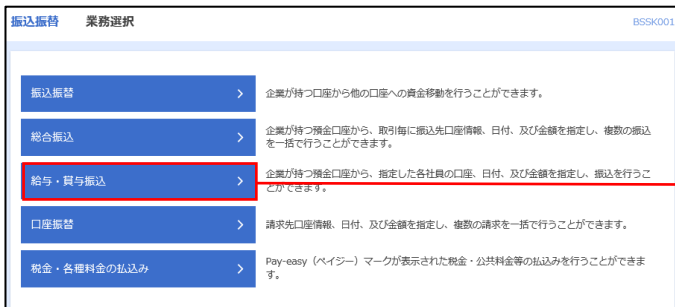 振込振替 業務選択 BSSK001
振込振替
企業が持つ口座から他の口座への資金移動を行うことができます。
総合振込
企業が持つ預金口座から、取引毎に振込先口座情報、日付、及び金額を指定し、複数の振込
を一括で行うことができます。
給与・賞与振込
企業が持つ預金口座から、指定した各社員の口座、日付、及び金額を指定し、振込を行うこ
とができます。
口座振替
請求先口座情報、日付、及び金額を指定し、複数の請求を一括で行うことができます。
税金・各種料金の払込み
Pay-easy（ペイジー）マークが表示された税金・公共料金等の払込みを行うことができま
す。